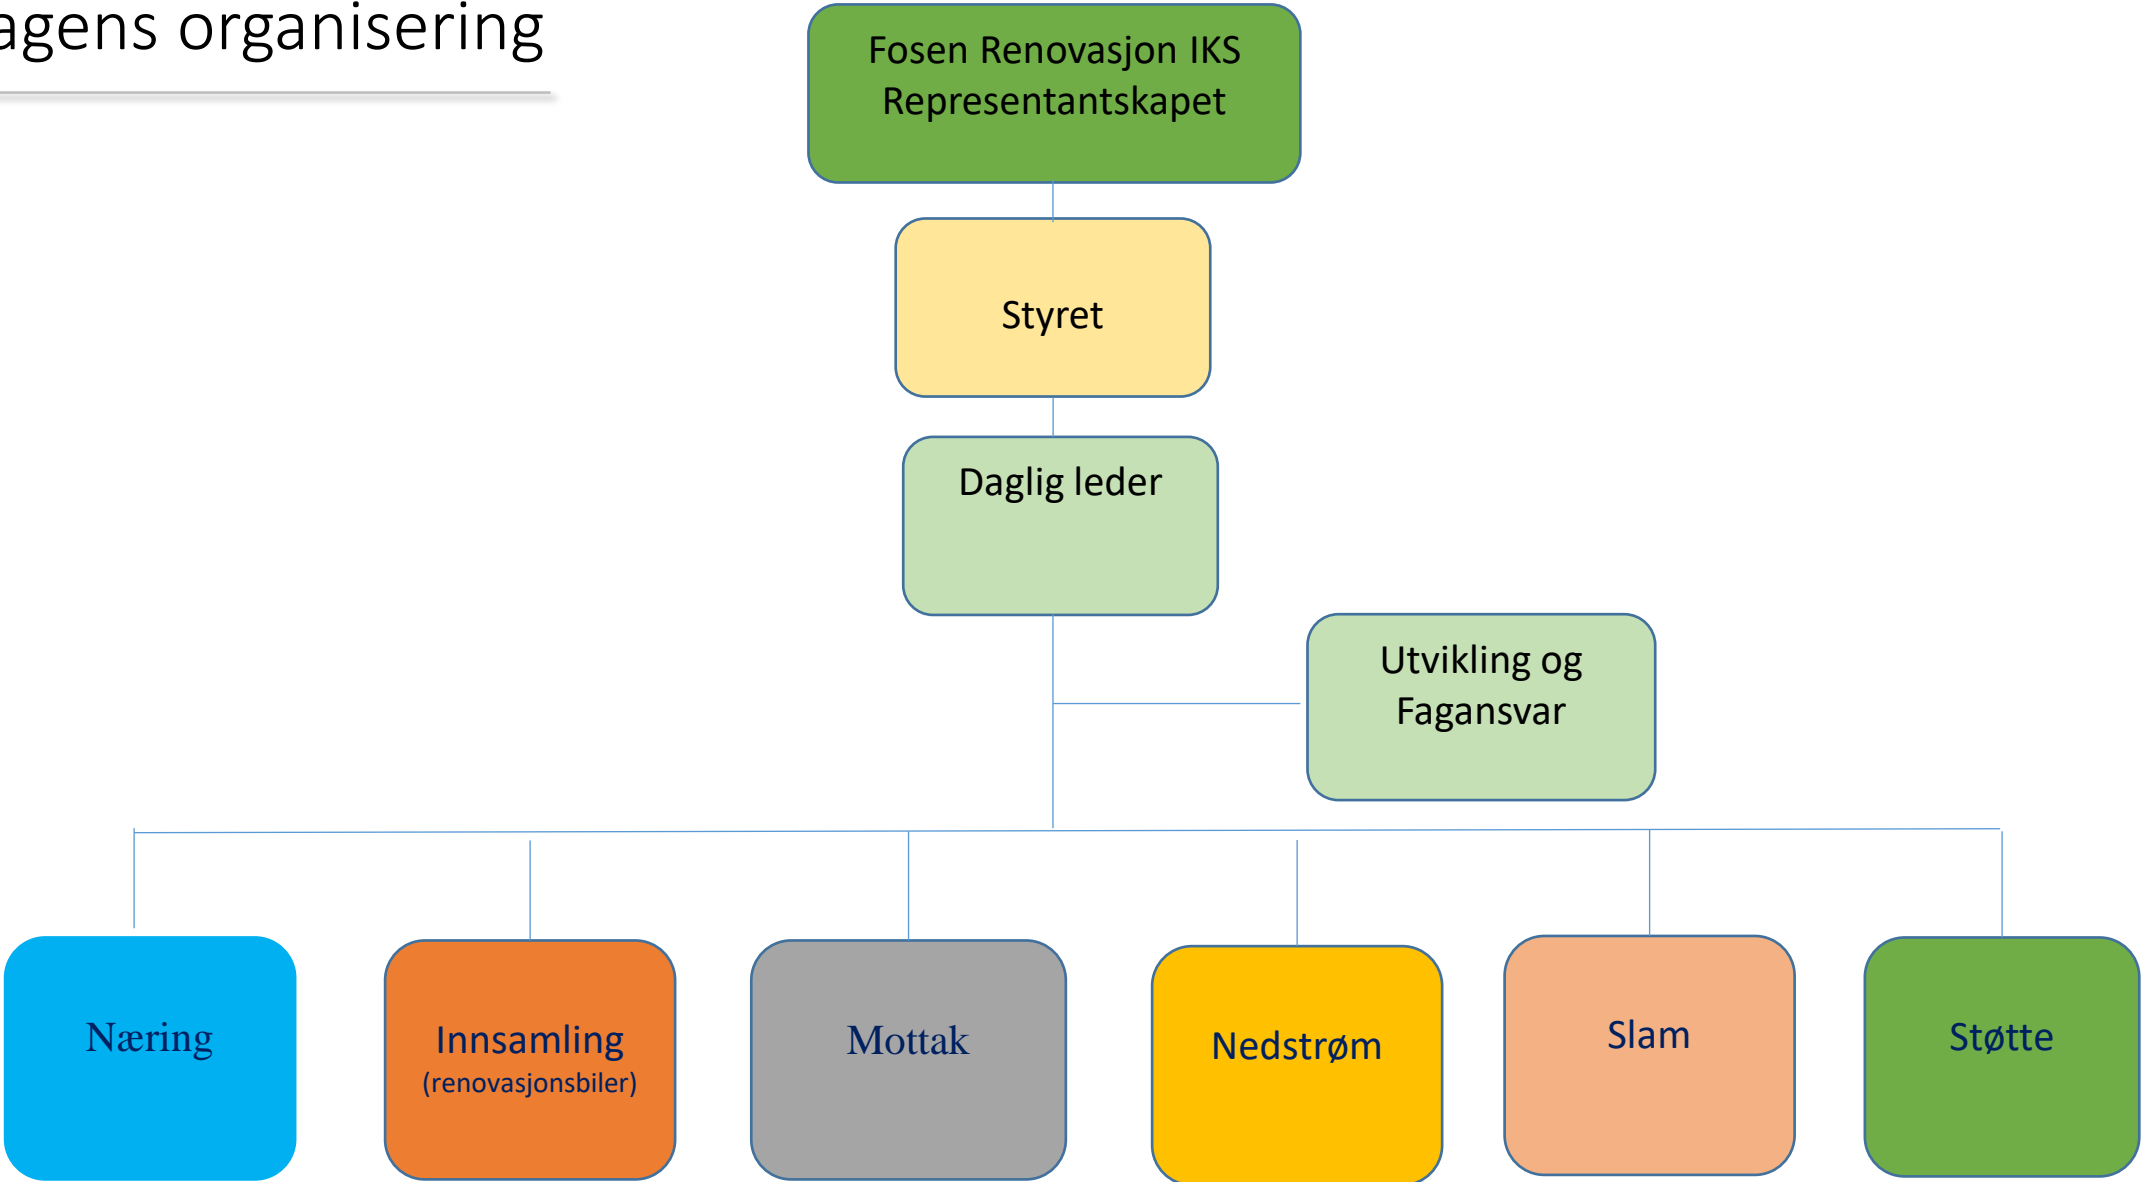 agens organisering
Fosen Renovasjon IKS
Representantskapet
Styret
Daglig leder
Utvikling og
Fagansvar
Næring
Innsamling
(renovasjonsbiler)
Mottak
Nedstrøm
Slam
Støtte